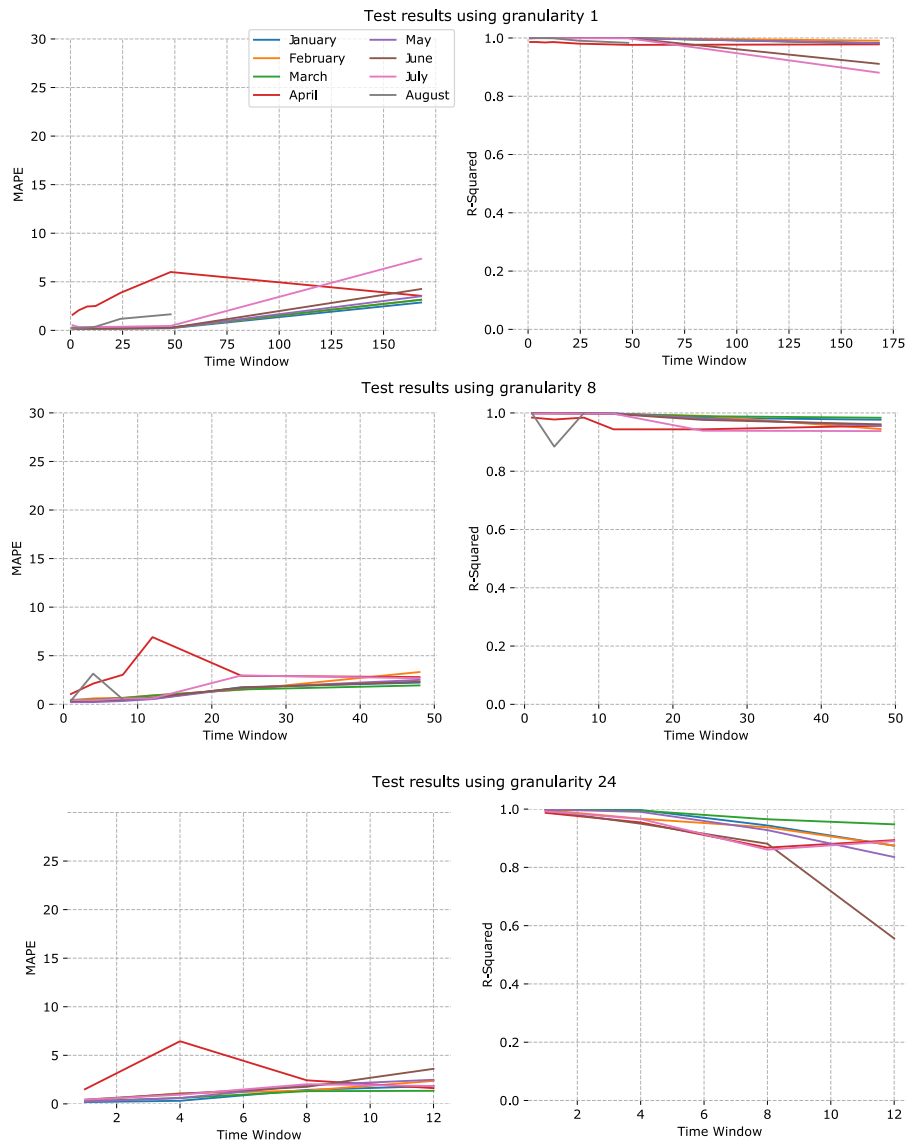 Test results using granularity 1
January
February
March
April
May
June
July
August
MAPE
30
25
20
15
10
5
0
0 25 50 75 100 125 150
Time Window
R-Squared
1.0
0.8
0.6
0.4
0.2
0.0
0 25 50 75 100 125 150 175
Time Window
Test results using granularity 8
MAPE
30
25
20
15
10
5
0
0 10 20 30 40 50
Time Window
R-Squared
1.0
0.8
0.6
0.4
0.2
0.0
0 10 20 30 40 50
Time Window
Test results using granularity 24
MAPE
25
20
15
10
5
0
2 4 6 8 10 12
Time Window
R-Squared
1.0
0.8
0.6
0.4
0.2
0.0
2 4 6 8 10 12
Time Window